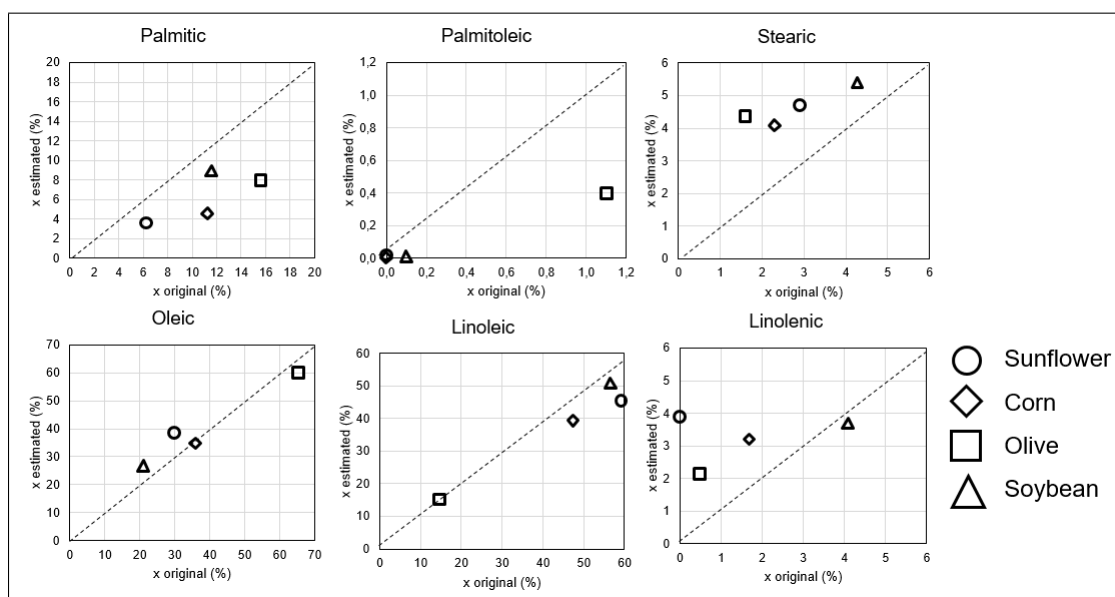 Palmitic
20
18
16
14
12
10
8
6
4
2
0
x estimated (%)
0 2 4 6 8 10 12 14 16 18 20
x original (%)
Palmitoleic
1,2
1,0
0,8
0,6
0,4
0,2
0,0
x estimated (%)
0,0 0,2 0,4 0,6 0,8 1,0 1,2
x original (%)
Stearic
6
5
4
3
2
1
0
x estimated (%)
0 1 2 3 4 5 6
x original (%)
Oleic
70
60
50
40
30
20
10
0
x estimated (%)
0 10 20 30 40 50 60 70
x original (%)
Linoleic
60
50
40
30
20
10
0
x estimated (%)
0 10 20 30 40 50 60
x original (%)
Linolenic
6
5
4
3
2
1
0
x estimated (%)
0 1 2 3 4 5 6
x original (%)
Sunflower
Corn
Olive
Soybean